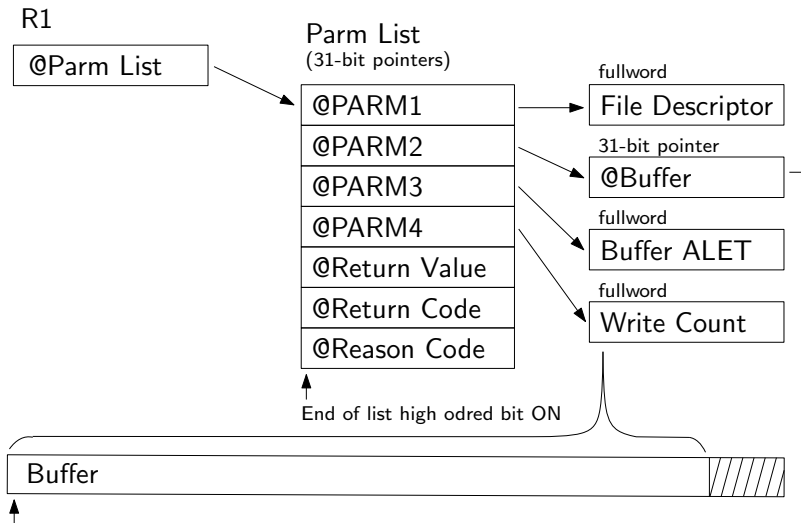 R1
@Parm List
Parm List
(31-bit pointers)
@PARM1
@PARM2
@PARM3
@PARM4
@Return Value
@Return Code
@Reason Code
End of list high odred bit ON
fullword
File Descriptor
31-bit pointer
@Buffer
fullword
Buffer ALET
fullword
Write Count
Buffer